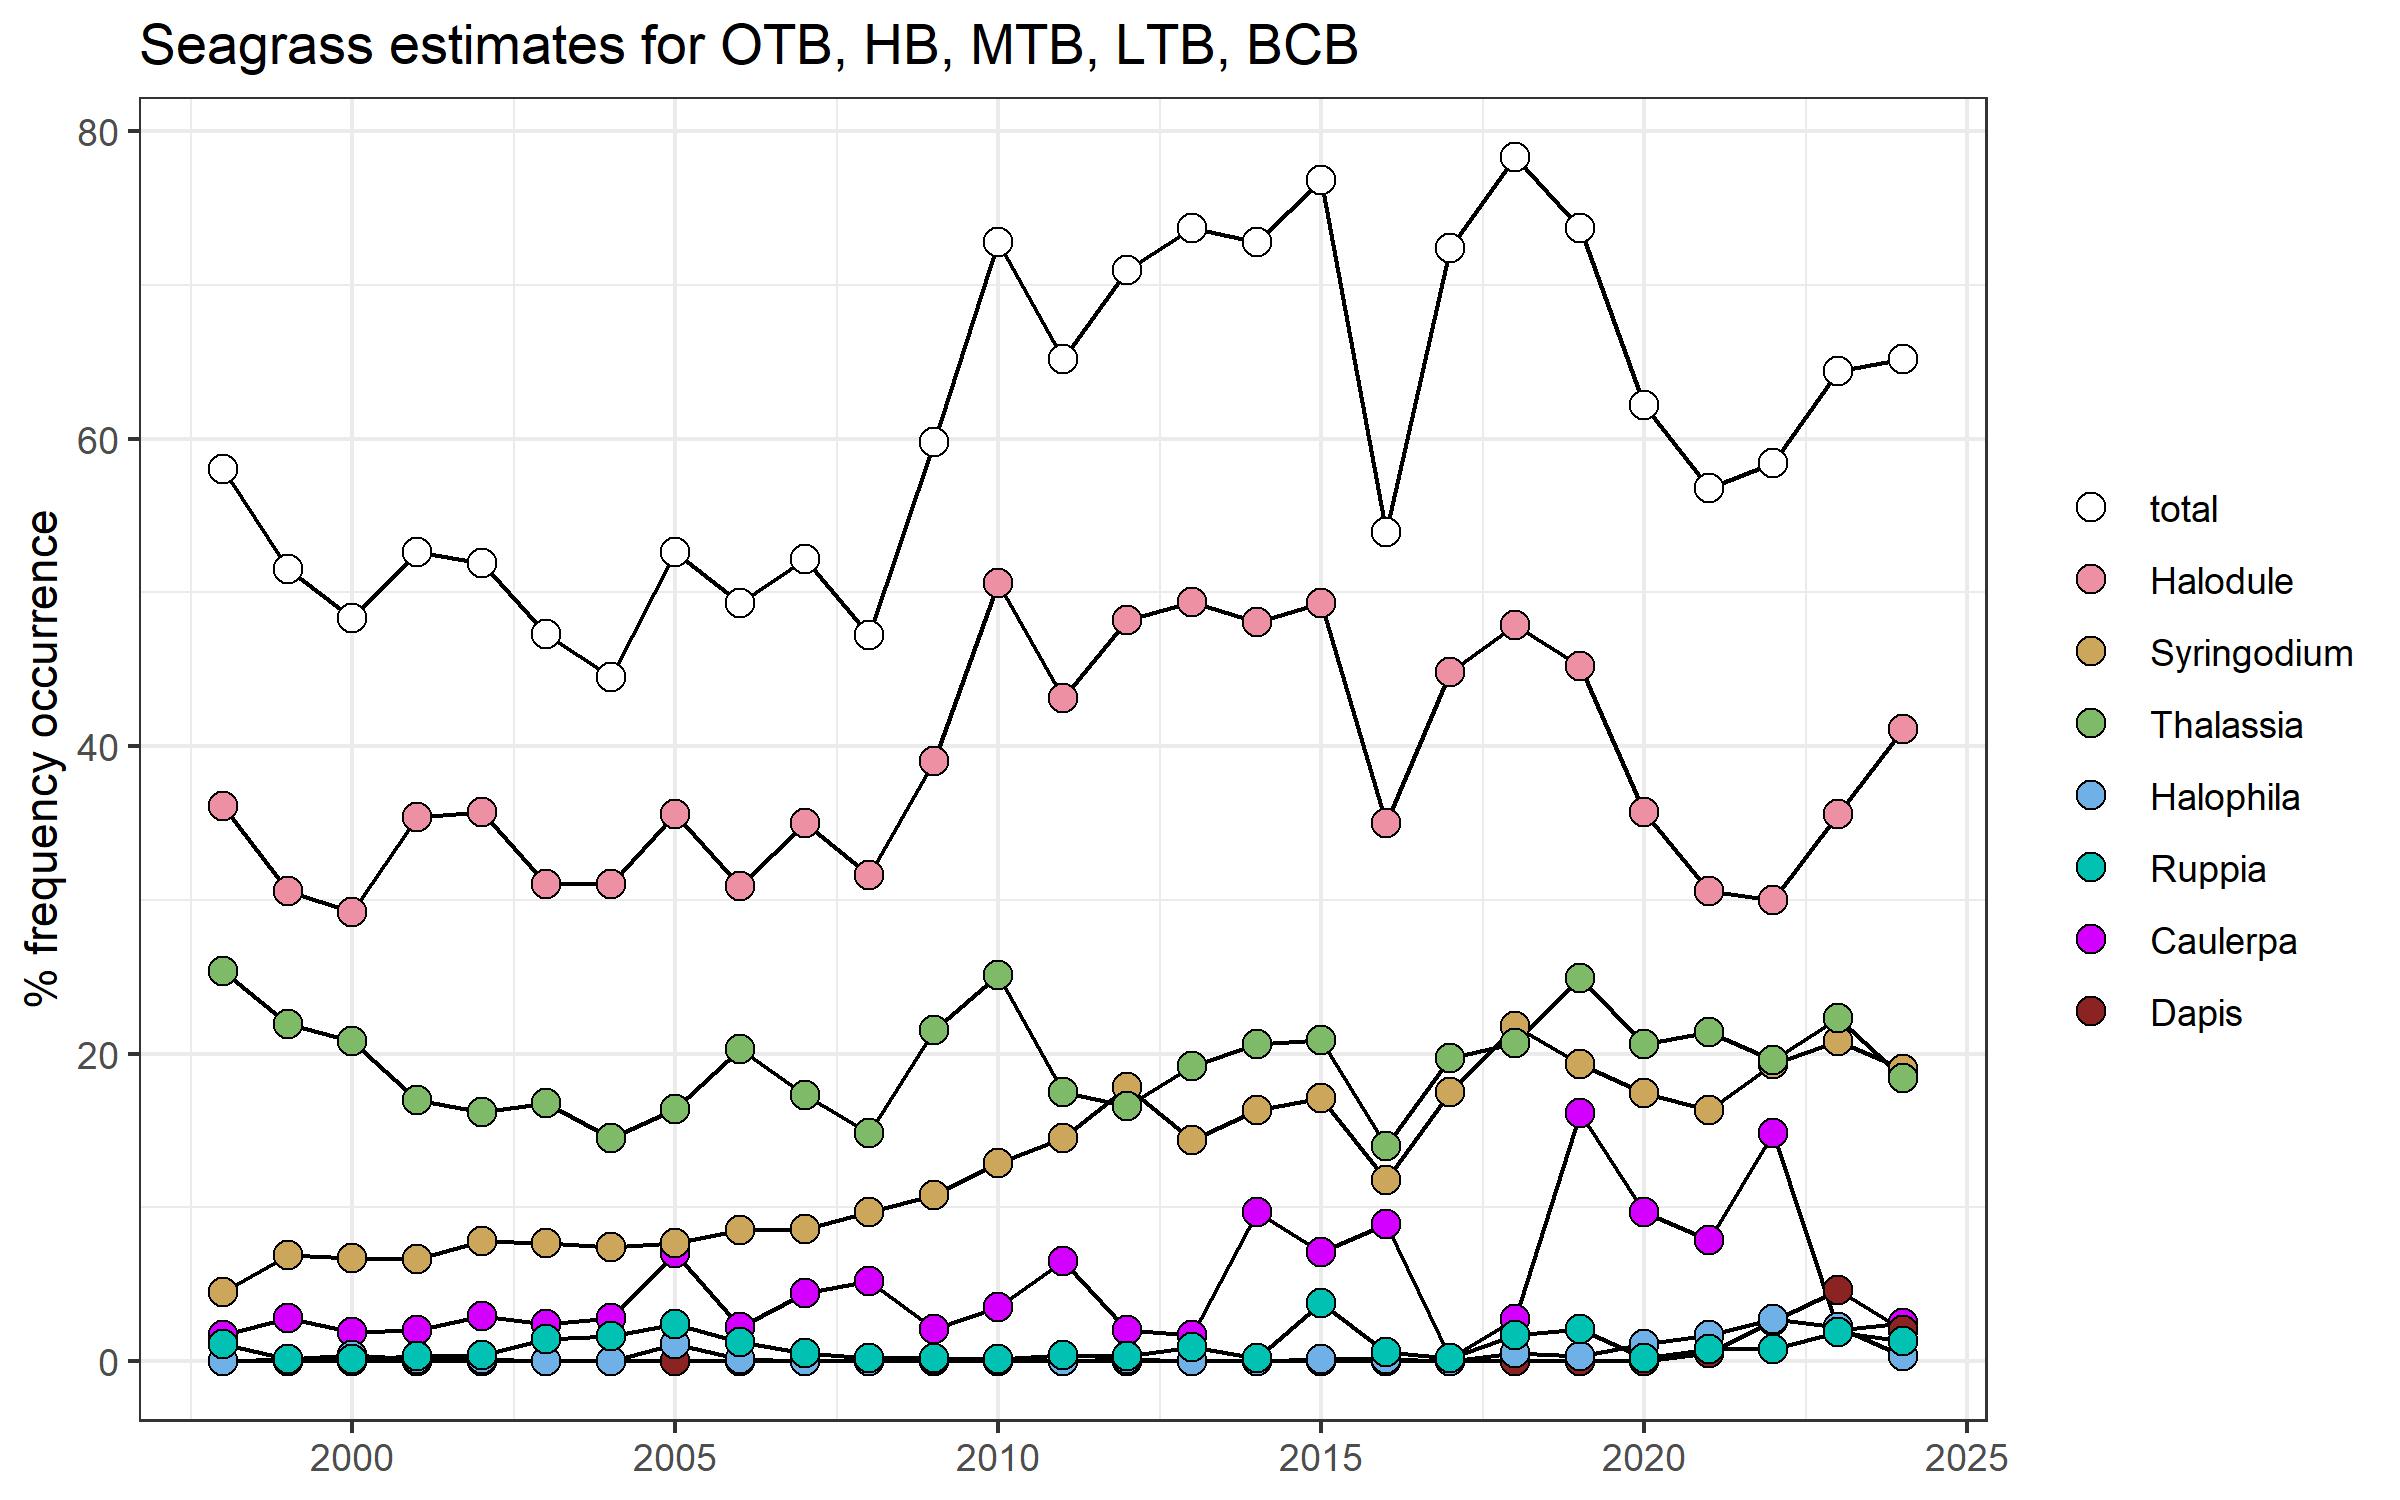 Seagrass estimates for OTB, HB, MTB, LTB, BCB
% frequency occurrence
80
60
40
20
0
2000
2005
2010
2015
2020
2025
total
Halodule
Syringodium
Thalassia
Halophila
Ruppia
Caulerpa
Dapis